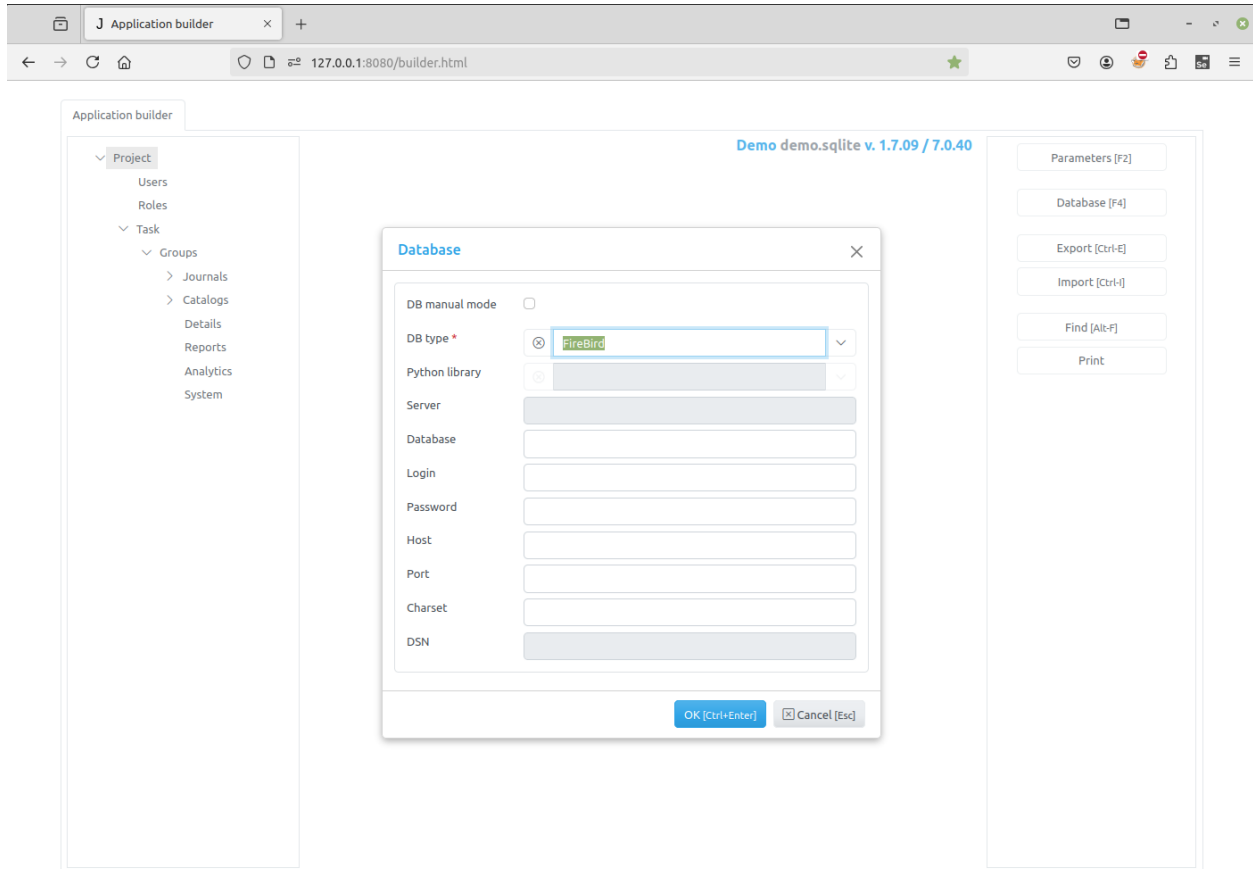 J Application builder
127.0.0.1:8080/builder.html
Application builder
Project
Users
Roles
Task
Groups
Journals
Catalogs
Details
Reports
Analytics
System
Demo demo.sqlite v. 1.7.09 / 7.0.40
Database
DB manual mode
DB type *
FireBird
Python library
Server
Database
Login
Password
Host
Port
Charset
DSN
OK [Ctrl+Enter]
Cancel [Esc]
Parameters [F2]
Database [F4]
Export [Ctrl-E]
Import [Ctrl-I]
Find [Alt-F]
Print
Se